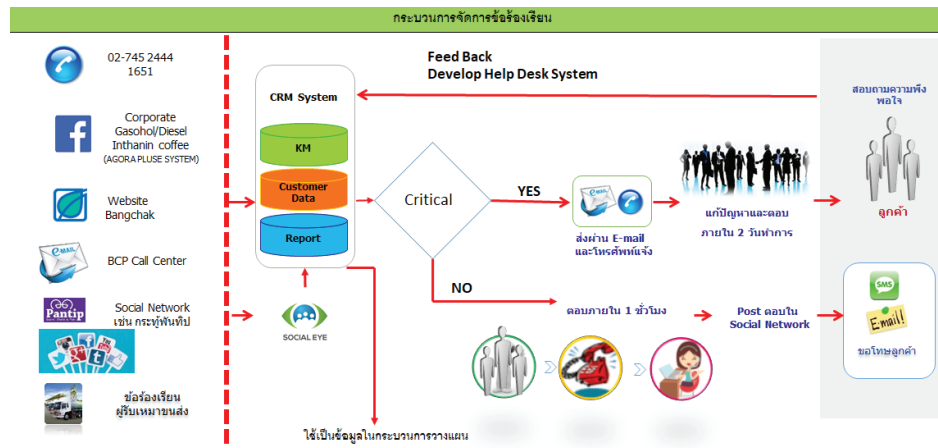 กระบวนการจัดการข้อร้องเรียน
02-745 2444
1651
Corporate
Gasohol/Diesel
Inthanin coffee
(AGORA PLUSE SYSTEM)
Website
Bangchak
e-MAIL
BCP Call Center
Pantip
Social Network
เช่น กระทู้พันทิป
ข้อร้องเรียน
ผู้รับเหมาขนส่ง
CRM System
KM
Customer
Data
Report
SOCIAL EYE
ใช้เป็นข้อมูลในกระบวนการวางแผน
Feed Back
Develop Help Desk System
Critical
YES
e-MAIL
ส่งผ่าน E-mail
และโทรศัพท์แจ้ง
แก้ปัญหาและตอบ
ภายใน 2 วันทำการ
NO
ตอบภายใน 1 ชั่วโมง
Post ตอบใน
Social Network
สอบถามความพึง
พอใจ
ลูกค้า
SMS
E-mail!
ขอโทษลูกค้า